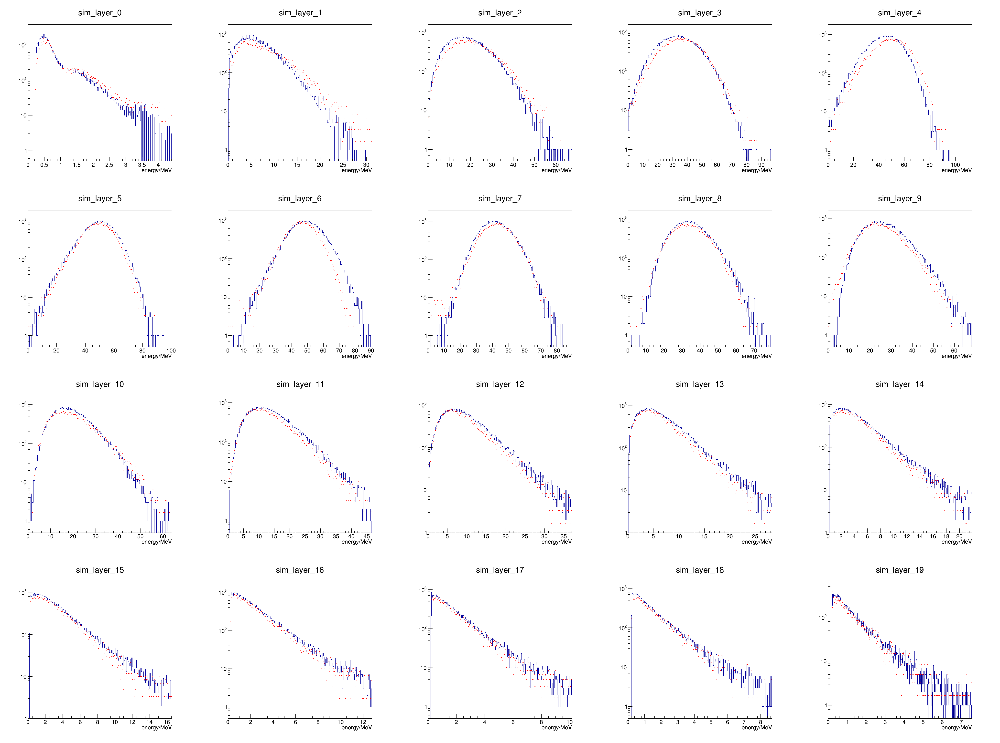 sim_layer_0
10³
10²
10
1
0 0.5 1 1.5 2 2.5 3 3.5 4
energy/MeV
sim_layer_1
10³
10²
10
1
0 5 10 15 20 25 30
energy/MeV
sim_layer_2
10³
10²
10
1
0 10 20 30 40 50 60
energy/MeV
sim_layer_3
10³
10²
10
1
0 10 20 30 40 50 60 70 80 90
energy/MeV
sim_layer_4
10³
10²
10
1
0 20 40 60 80 100
energy/MeV
sim_layer_5
10³
10²
10
1
0 20 40 60 80 100
energy/MeV
sim_layer_6
10³
10²
10
1
0 10 20 30 40 50 60 70 80 90
energy/MeV
sim_layer_7
10³
10²
10
1
0 10 20 30 40 50 60 70 80
energy/MeV
sim_layer_8
10³
10²
10
1
0 10 20 30 40 50 60 70
energy/MeV
sim_layer_9
10³
10²
10
1
0 10 20 30 40 50 60
energy/MeV
sim_layer_10
10³
10²
10
1
0 10 20 30 40 50 60
energy/MeV
sim_layer_11
10³
10²
10
1
0 5 10 15 20 25 30 35 40 45
energy/MeV
sim_layer_12
10³
10²
10
1
0 5 10 15 20 25 30 35
energy/MeV
sim_layer_13
10³
10²
10
1
0 5 10 15 20 25
energy/MeV
sim_layer_14
10³
10²
10
1
0 2 4 6 8 10 12 14 16 18 20
energy/MeV
sim_layer_15
10³
10²
10
1
0 2 4 6 8 10 12 14 16
energy/MeV
sim_layer_16
10³
10²
10
1
0 2 4 6 8 10 12
energy/MeV
sim_layer_17
10³
10²
10
1
0 2 4 6 8 10
energy/MeV
sim_layer_18
10³
10²
10
1
0 1 2 3 4 5 6 7 8
energy/MeV
sim_layer_19
10²
10
1
0 1 2 3 4 5 6 7
energy/MeV